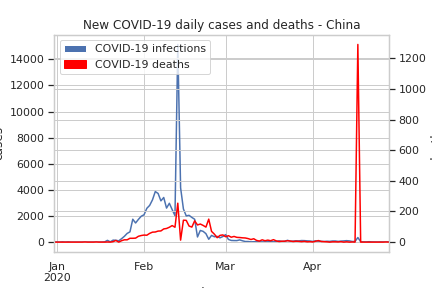 New COVID-19 daily cases and deaths - China
COVID-19 infections
COVID-19 deaths
14000
12000
10000
8000
6000
4000
2000
0
1200
1000
800
600
400
200
0
Jan
2020
Feb
Mar
Apr